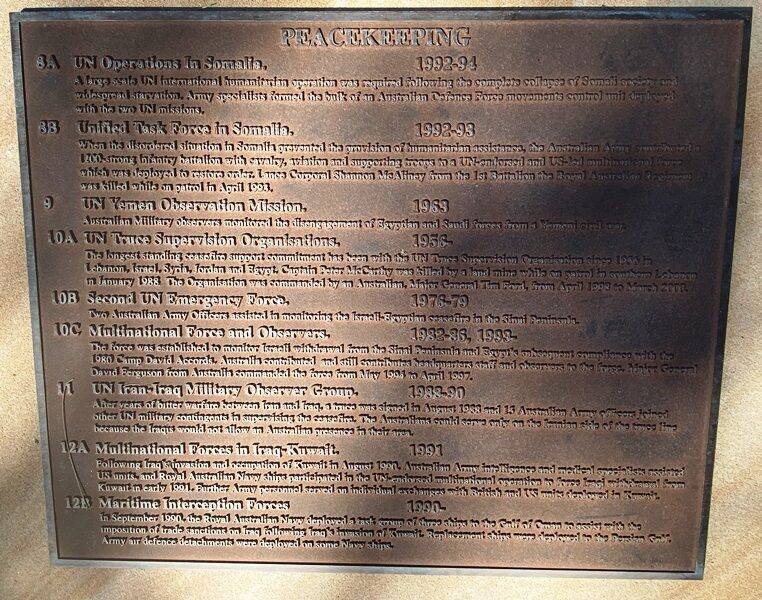 PEACEKEEPING
8A UN Operations in Somalia. 1992-94
A large scale UN international humanitarian operation was required following the complete collapse of Somali society and
widespread starvation. Army specialists formed the bulk of an Australian Defence Force movements control unit deployed
with the two UN missions.
8B Unified Task Force in Somalia. 1992-93
When the disordered situation in Somalia prevented the provision of humanitarian assistance, the Australian Army contributed a
1200-strong infantry battalion with cavalry, aviation and supporting troops to a UN-endorsed and US-led multinational force
which was deployed to restore order. Lance Corporal Shannon McAliney from the 1st Battalion the Royal Australian Regiment
was killed while on patrol in April 1993.
9 UN Yemen Observation Mission. 1963
Australian Military observers monitored the disengagement of Egyptian and Saudi forces from a Yemeni civil war.
10A UN Truce Supervision Organisations. 1956-
The longest standing ceasefire support commitment has been with the UN Truce Supervision Organisation since 1956 in
Lebanon, Israel, Syria, Jordan and Egypt. Captain Peter McCarthy was killed by a land mine while on patrol in southern Lebanon
in January 1988. The Organisation was commanded by an Australian, Major General Tim Ford, from April 1998 to March 2000.
10B Second UN Emergency Force. 1976-79
Two Australian Army Officers assisted in monitoring the Israeli-Egyptian ceasefire in the Sinai Peninsula.
10C Multinational Force and Observers. 1982-86, 1993-
The force was established to monitor Israeli withdrawal from the Sinai Peninsula and Egypt's subsequent compliance with the
1980 Camp David Accords. Australia contributed and still contributes headquarters staff and observers to the force. Major General
David Ferguson from Australia commanded the force from May 1994 to April 1997.
11 UN Iran-Iraq Military Observer Group. 1988-90
After years of bitter warfare between Iran and Iraq, a truce was signed in August 1988 and 15 Australian Army officers joined
other UN military contingents in supervising the ceasefire. The Australians could serve only on the Iranian side of the truce line
because the Iraqis would not allow an Australian presence in their area.
12A Multinational Forces in Iraq-Kuwait. 1991
Following Iraq's invasion and occupation of Kuwait in August 1990, Australian Army intelligence and medical specialists assisted
US units, and Royal Australian Navy ships participated in the UN-endorsed multinational operation to force Iraqi withdrawal from
Kuwait in early 1991. Further Army personnel served on individual exchanges with British and US units deployed in Kuwait.
12B Maritime Interception Forces 1990-
In September 1990, the Royal Australian Navy deployed a task group of three ships to the Gulf of Oman to assist with the
imposition of trade sanctions on Iraq following Iraq's invasion of Kuwait. Replacement ships were deployed to the Persian Gulf.
Army air defence detachments were deployed on some Navy ships.